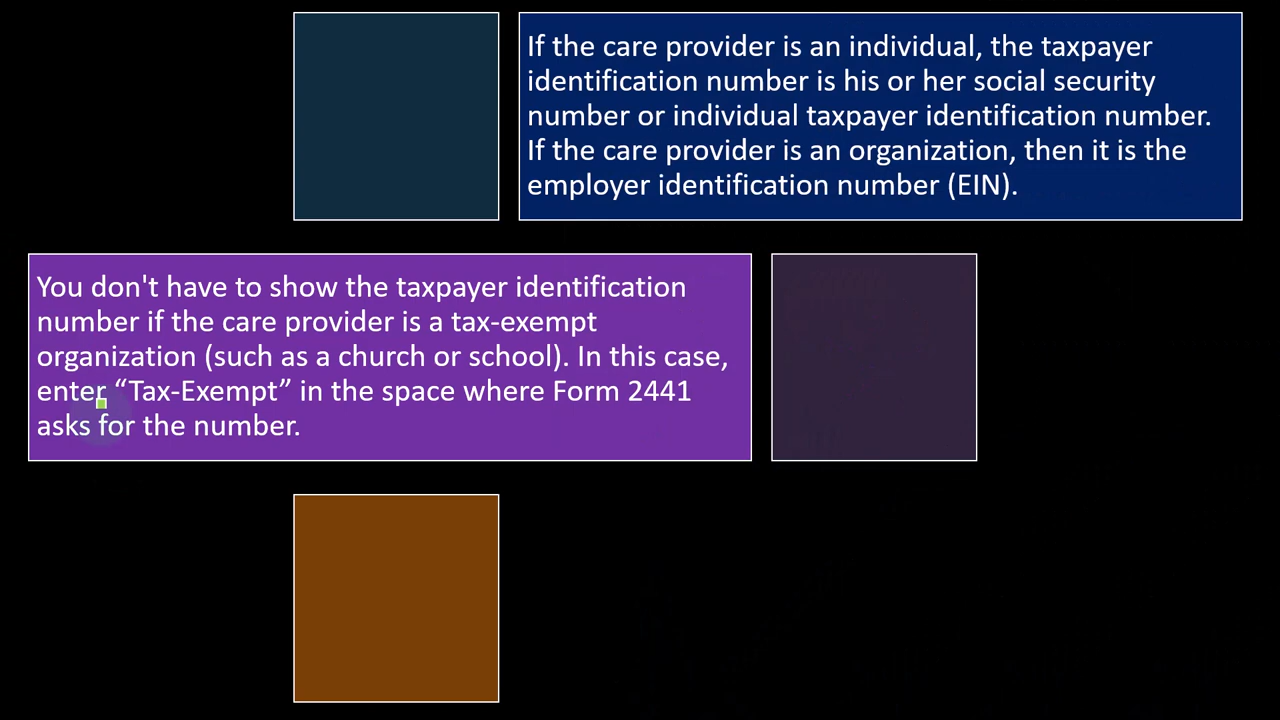 If the care provider is an individual, the taxpayer
identification number is his or her social security
number or individual taxpayer identification number.
If the care provider is an organization, then it is the
employer identification number (EIN).
You don't have to show the taxpayer identification
number if the care provider is a tax-exempt
organization (such as a church or school). In this case,
enter “Tax-Exempt” in the space where Form 2441
asks for the number.